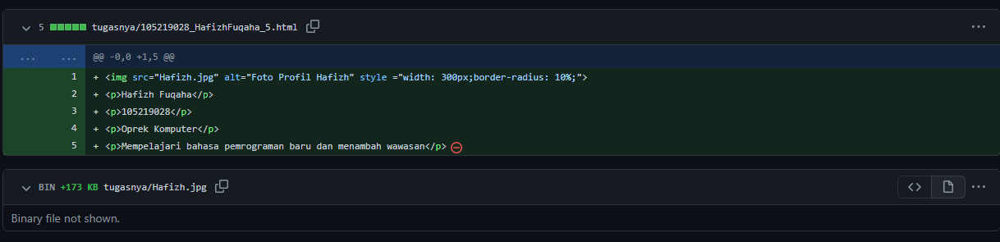 5 tugasnya/105219028_HafizhFuqaha_5.html
... ... @@ -0,0 +1,5 @@
1 + <img src="Hafizh.jpg" alt="Foto Profil Hafizh" style ="width: 300px;border-radius: 10%;">
2 + <p>Hafizh Fuqaha</p>
3 + <p>105219028</p>
4 + <p>Oprek Komputer</p>
5 + <p>Mempelajari bahasa pemrograman baru dan menambah wawasan</p>
BIN +173 KB tugasnya/Hafizh.jpg
Binary file not shown.